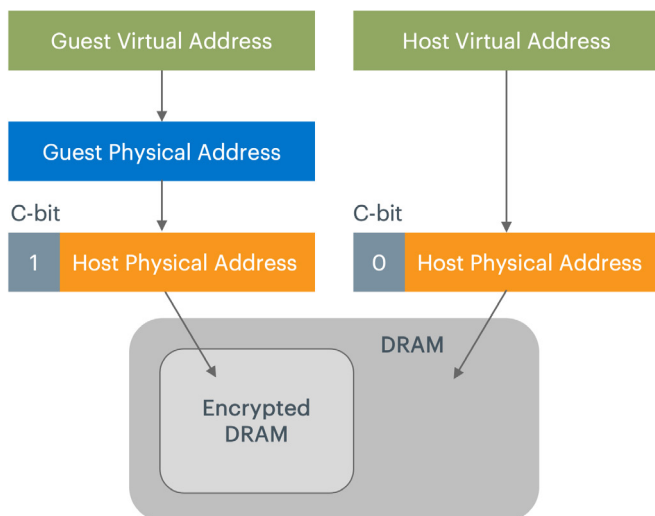 Guest Virtual Address
Host Virtual Address
Guest Physical Address
C-bit
C-bit
1 Host Physical Address
0 Host Physical Address
DRAM
Encrypted
DRAM